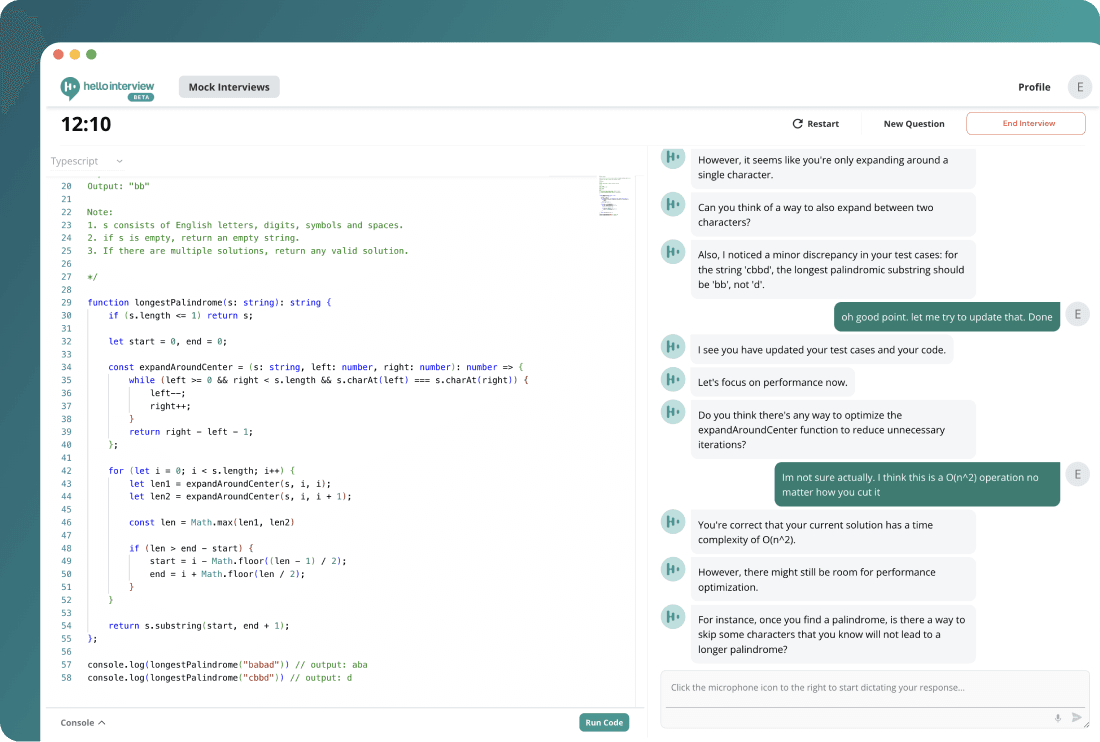 hellointerview
BETA
Mock Interviews
Profile
E
12:10
Restart
New Question
End Interview
Typescript
20 Output: "bb"
21
22 Note:
23 1. s consists of English letters, digits, symbols and spaces.
24 2. if s is empty, return an empty string.
25 3. If there are multiple solutions, return any valid solution.
26
27 */
28
29 function longestPalindrome(s: string): string {
30 if (s.length <= 1) return s;
31
32 let start = 0, end = 0;
33
34 const expandAroundCenter = (s: string, left: number, right: number): number => {
35 while (left >= 0 && right < s.length && s.charAt(left) === s.charAt(right)) {
36 left--;
37 right++;
38 }
39 return right - left - 1;
40 };
41
42 for (let i = 0; i < s.length; i++) {
43 let len1 = expandAroundCenter(s, i, i);
44 let len2 = expandAroundCenter(s, i, i + 1);
45
46 const len = Math.max(len1, len2)
47
48 if (len > end - start) {
49 start = i - Math.floor((len - 1) / 2);
50 end = i + Math.floor(len / 2);
51 }
52 }
53
54 return s.substring(start, end + 1);
55 };
56
57 console.log(longestPalindrome("babad")) // output: aba
58 console.log(longestPalindrome("cbbd")) // output: d
Console
Run Code
However, it seems like you're only expanding around a
single character.
Can you think of a way to also expand between two
characters?
Also, I noticed a minor discrepancy in your test cases: for
the string 'cbbd', the longest palindromic substring should
be 'bb', not 'd'.
oh good point. let me try to update that. Done
E
I see you have updated your test cases and your code.
Let's focus on performance now.
Do you think there's any way to optimize the
expandAroundCenter function to reduce unnecessary
iterations?
Im not sure actually. I think this is a O(n^2) operation no
matter how you cut it
E
You're correct that your current solution has a time
complexity of O(n^2).
However, there might still be room for performance
optimization.
For instance, once you find a palindrome, is there a way to
skip some characters that you know will not lead to a
longer palindrome?
Click the microphone icon to the right to start dictating your response...